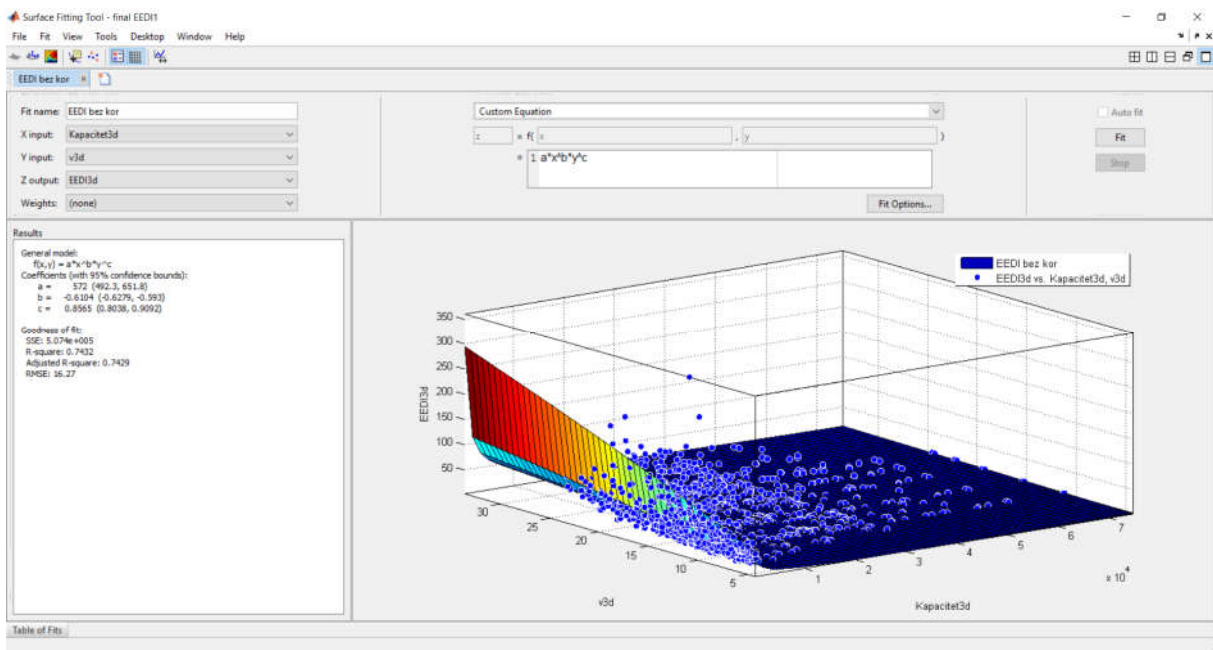 Surface Fitting Tool - final EEDI1
File Fit View Tools Desktop Window Help
EEDI bez kor
Fit name: EEDI bez kor
X input: Kapacitet3d
Y input: v3d
Z output: EEDI3d
Weights: (none)
Custom Equation
z = f( x , y )
= 1 a*x^b*y^c
Fit Options...
Auto fit
Fit
Stop
Results
General model:
f(x,y) = a*x^b*y^c
Coefficients (with 95% confidence bounds):
a = 572 (492.3, 651.8)
b = -0.6104 (-0.6279, -0.593)
c = 0.8565 (0.8038, 0.9092)
Goodness of fit:
SSE: 5.074e+005
R-square: 0.7432
Adjusted R-square: 0.7429
RMSE: 16.27
EEDI bez kor
EEDI3d vs. Kapacitet3d, v3d
350
300
250
200
150
100
50
EEDI3d
30
25
20
15
10
5
v3d
1
2
3
4
5
6
7
x 10^4
Kapacitet3d
Table of Fits